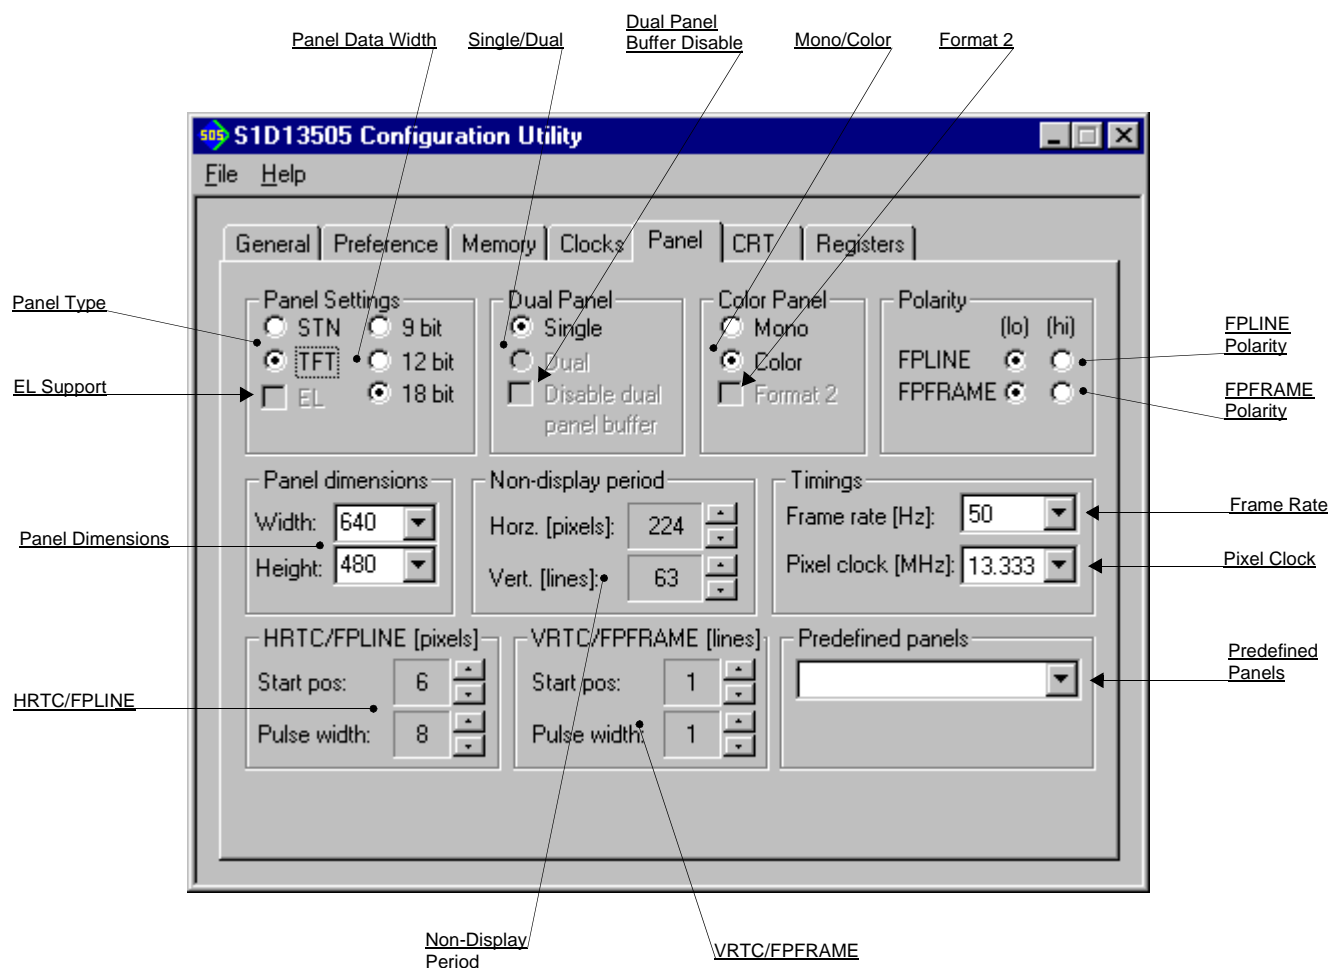 Dual Panel
Buffer Disable
Panel Data Width
Single/Dual
Mono/Color
Format 2
SOS S1D13505 Configuration Utility
File Help
General Preference Memory Clocks Panel CRT Registers
Panel Settings
STN 9 bit
TFT 12 bit
EL 18 bit
Dual Panel
Single
Dual
Disable dual
panel buffer
Color Panel
Mono
Color
Format 2
Polarity
(lo) (hi)
FPLINE
FPFRAME
Panel Type
EL Support
FPLINE
Polarity
FPFRAME
Polarity
Panel dimensions
Width: 640
Height: 480
Non-display period
Horz. [pixels]: 224
Vert. [lines]: 63
Timings
Frame rate [Hz]: 50
Pixel clock [MHz]: 13.333
Panel Dimensions
Frame Rate
Pixel Clock
HRTC/FPLINE [pixels]
Start pos: 6
Pulse width: 8
VRTC/FPFRAME [lines]
Start pos: 1
Pulse width: 1
Predefined panels
HRTC/FPLINE
Predefined
Panels
Non-Display
Period
VRTC/FPFRAME